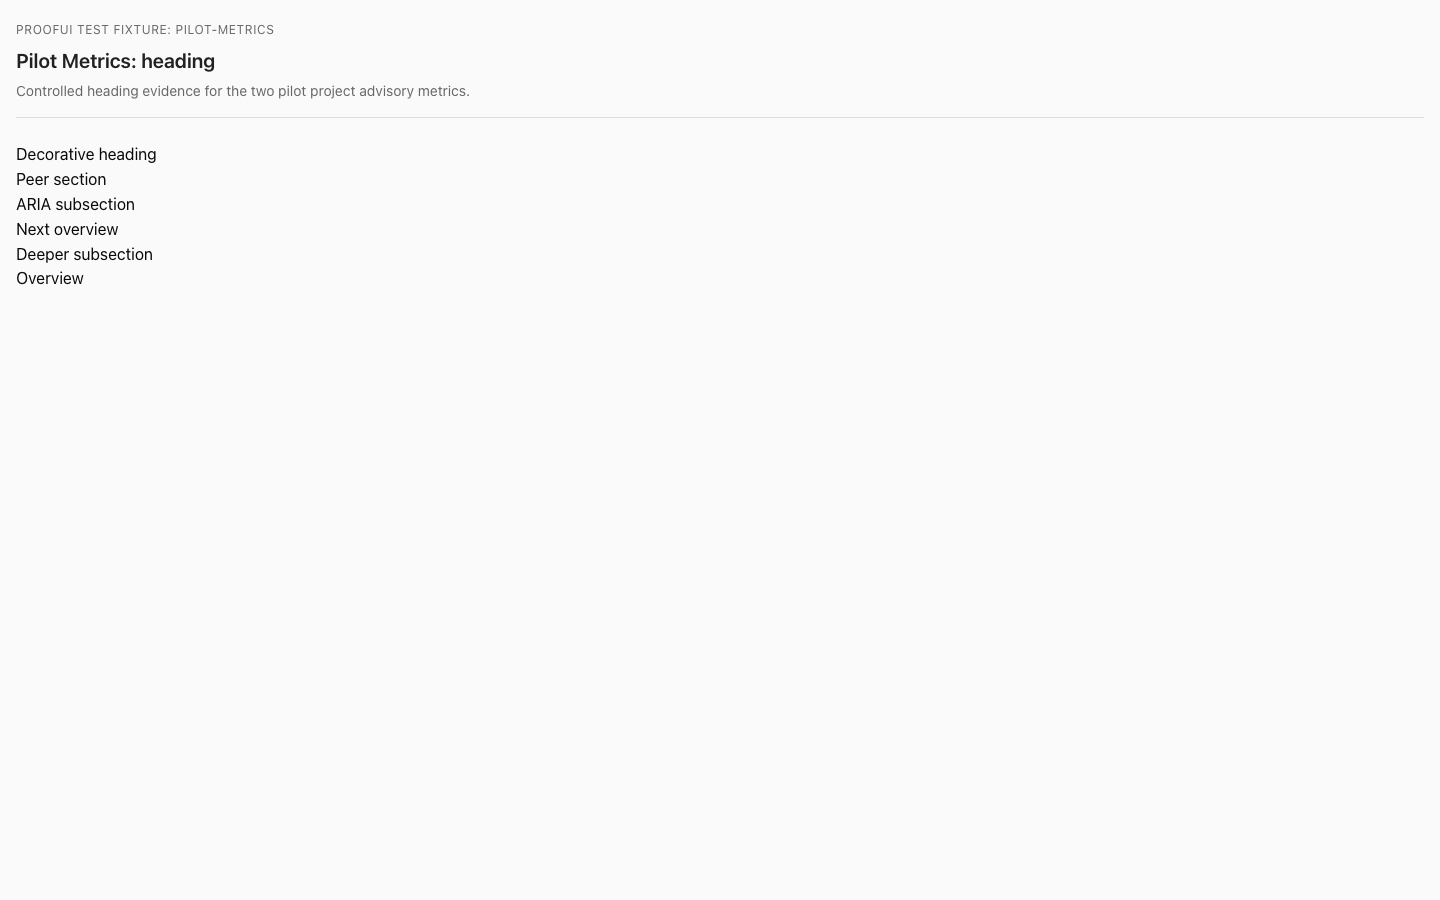 PROOFUI TEST FIXTURE: PILOT-METRICS
Pilot Metrics: heading
Controlled heading evidence for the two pilot project advisory metrics.
Decorative heading
Peer section
ARIA subsection
Next overview
Deeper subsection
Overview